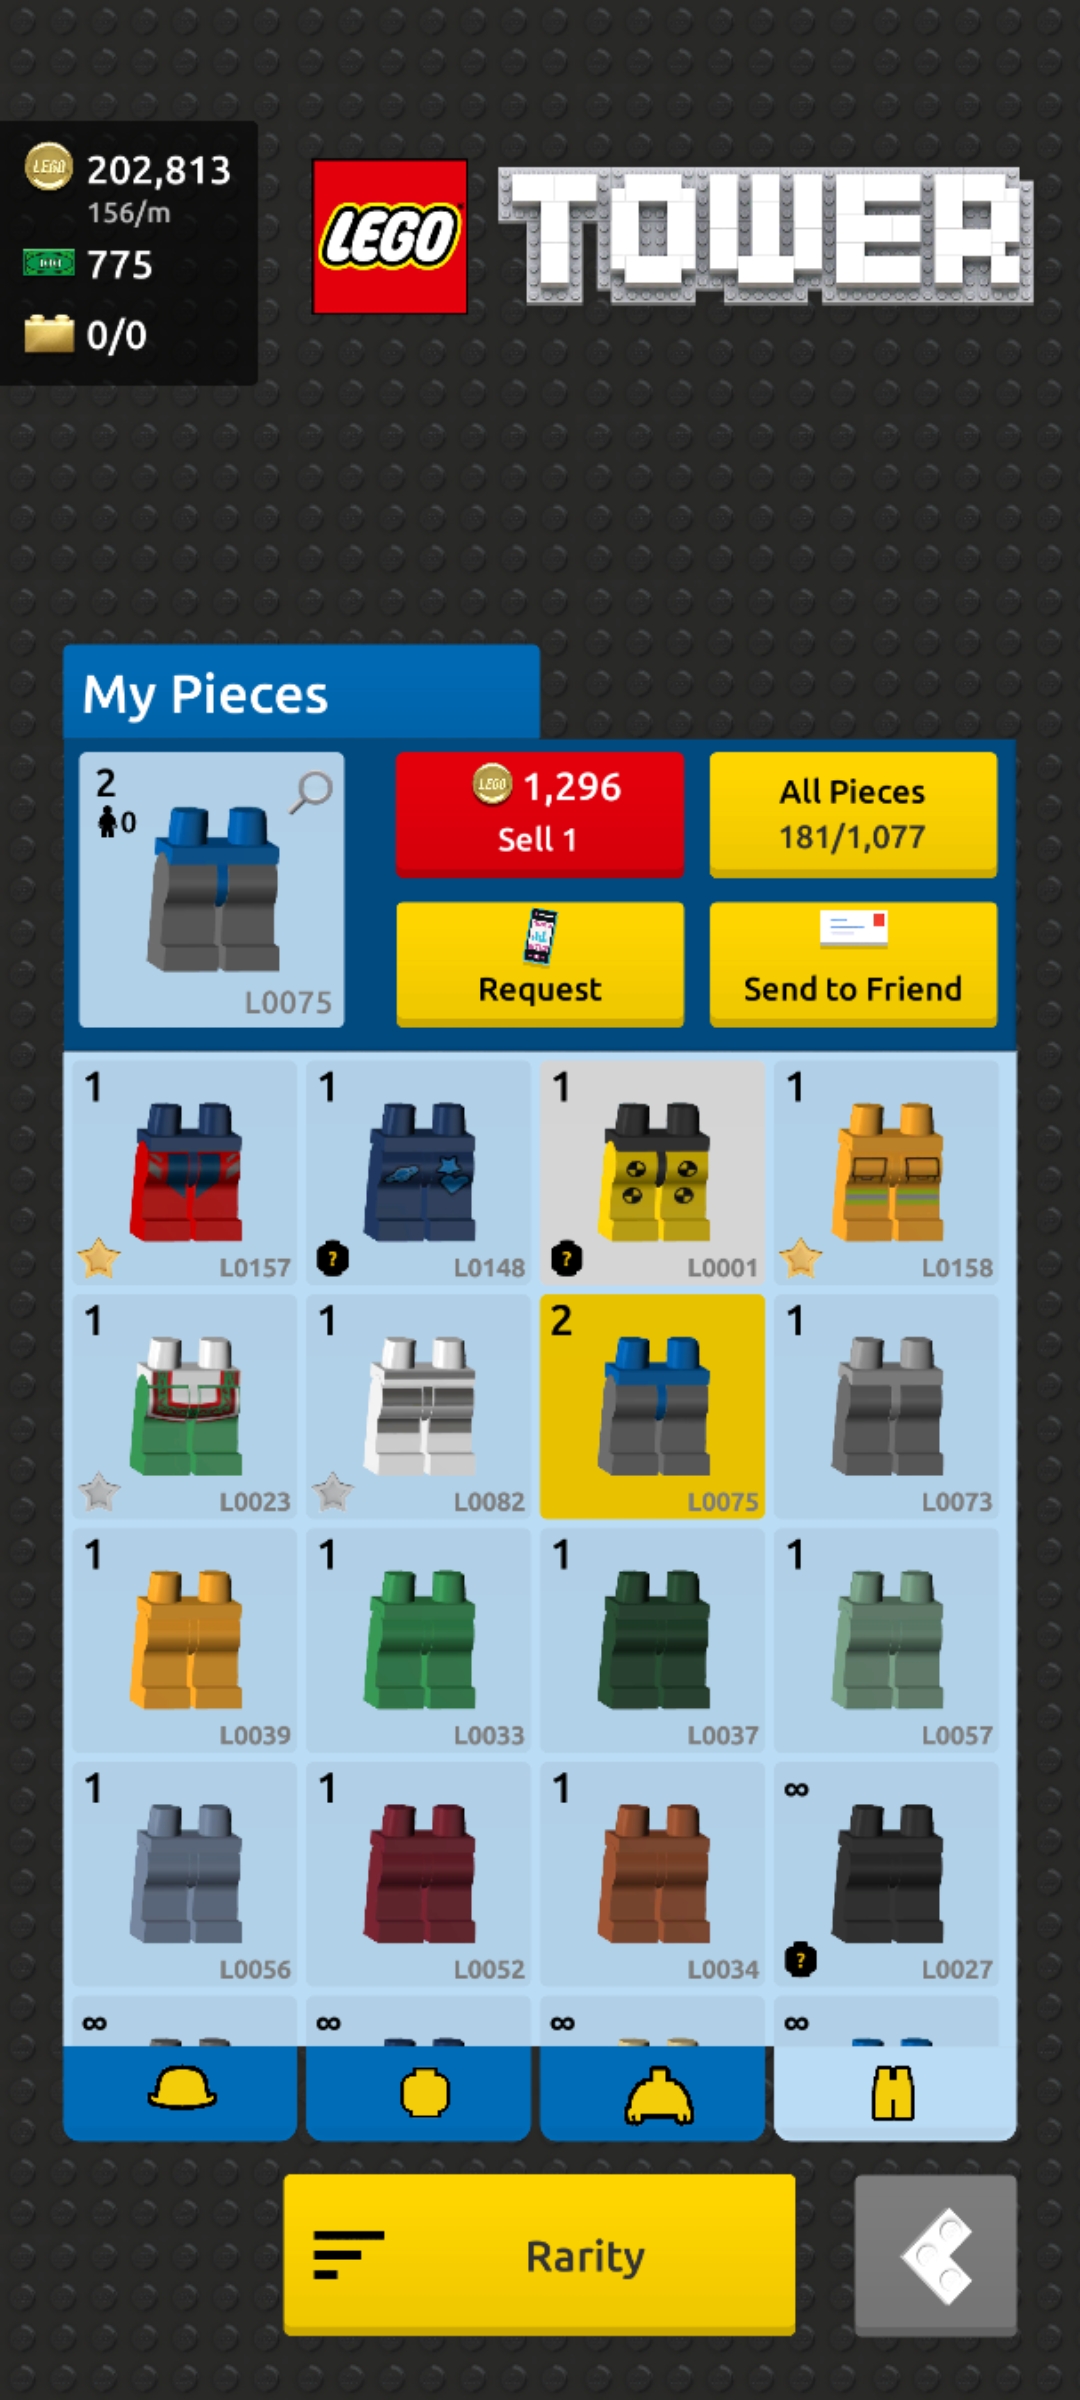 LEGO
TOWER
202,813
156/m
775
0/0
My Pieces
2
0
L0075
1,296
Sell 1
All Pieces
181/1,077
Request
Send to Friend
1
L0157
1
L0148
1
L0001
1
L0158
1
L0023
1
L0082
2
L0075
1
L0073
1
L0039
1
L0033
1
L0037
1
L0057
1
L0056
1
L0052
1
L0034
∞
L0027
∞
∞
∞
∞
Rarity